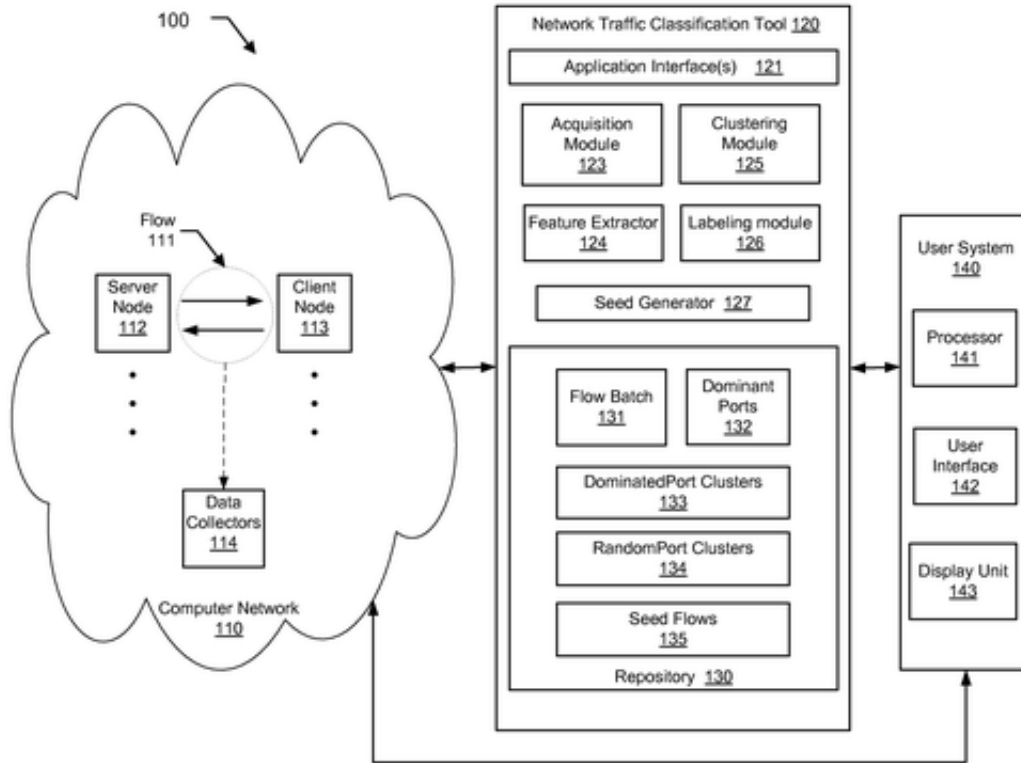 100
Network Traffic Classification Tool 120
Application Interface(s) 121
Acquisition
Module
123
Clustering
Module
125
Feature Extractor
124
Labeling module
126
Seed Generator 127
Flow
111
Server
Node
112
Client
Node
113
Data
Collectors
114
Computer Network
110
Flow Batch
131
Dominant
Ports
132
DominatedPort Clusters
133
RandomPort Clusters
134
Seed Flows
135
Repository 130
User System
140
Processor
141
User
Interface
142
Display Unit
143